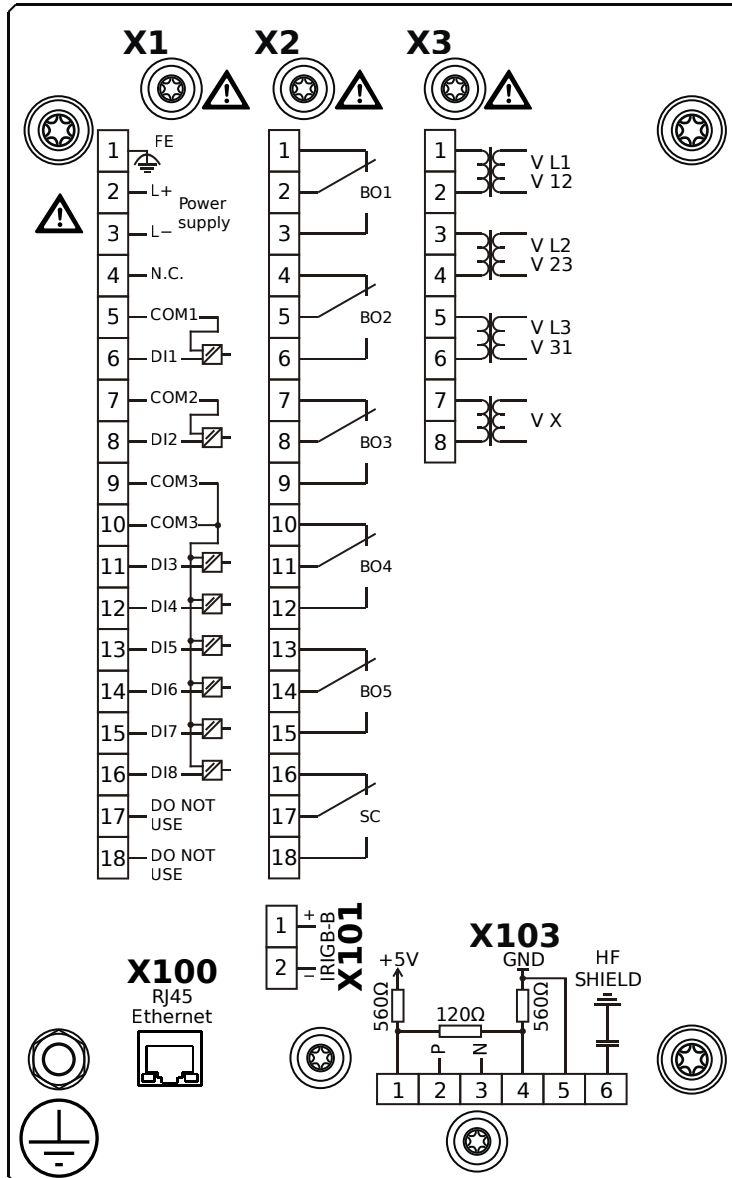 X1
X2
X3
1
FE
2
L+
Power
supply
3
L−
4
N.C.
5
COM1
6
DI1
7
COM2
8
DI2
9
COM3
10
COM3
11
DI3
12
DI4
13
DI5
14
DI6
15
DI7
16
DI8
17
DO NOT
USE
18
DO NOT
USE
1
2
BO1
3
4
5
BO2
6
7
8
BO3
9
10
11
BO4
12
13
14
BO5
15
16
17
SC
18
1
V L1
V 12
2
3
V L2
V 23
4
5
V L3
V 31
6
7
V X
8
1 +
2 −
IRIGB-B
X101
X100
RJ45
Ethernet
X103
+5V
GND
HF
SHIELD
560Ω
120Ω
560Ω
P
N
1 2 3 4 5 6